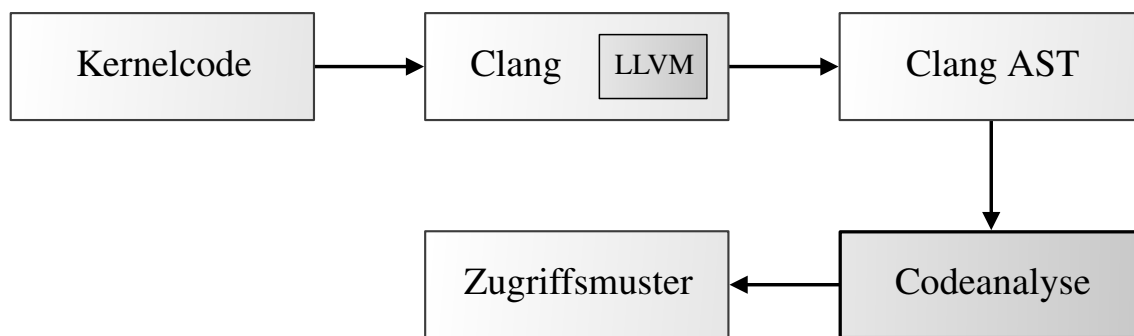 Kernelcode
Clang
LLVM
Clang AST
Zugriffsmuster
Codeanalyse